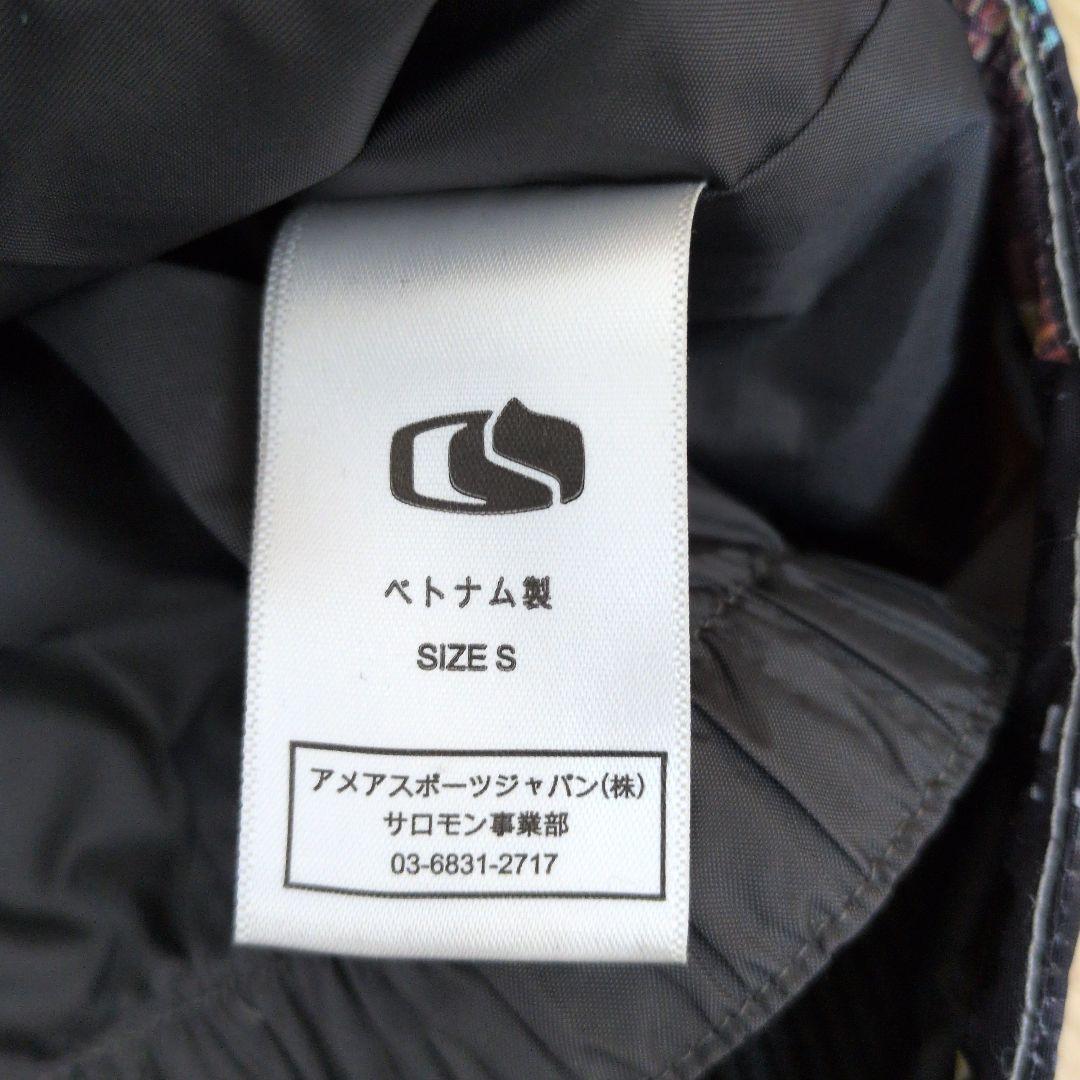 ベトナム製
SIZE S
アメアスポーツジャパン(株)
サロモン事業部
03-6831-2717